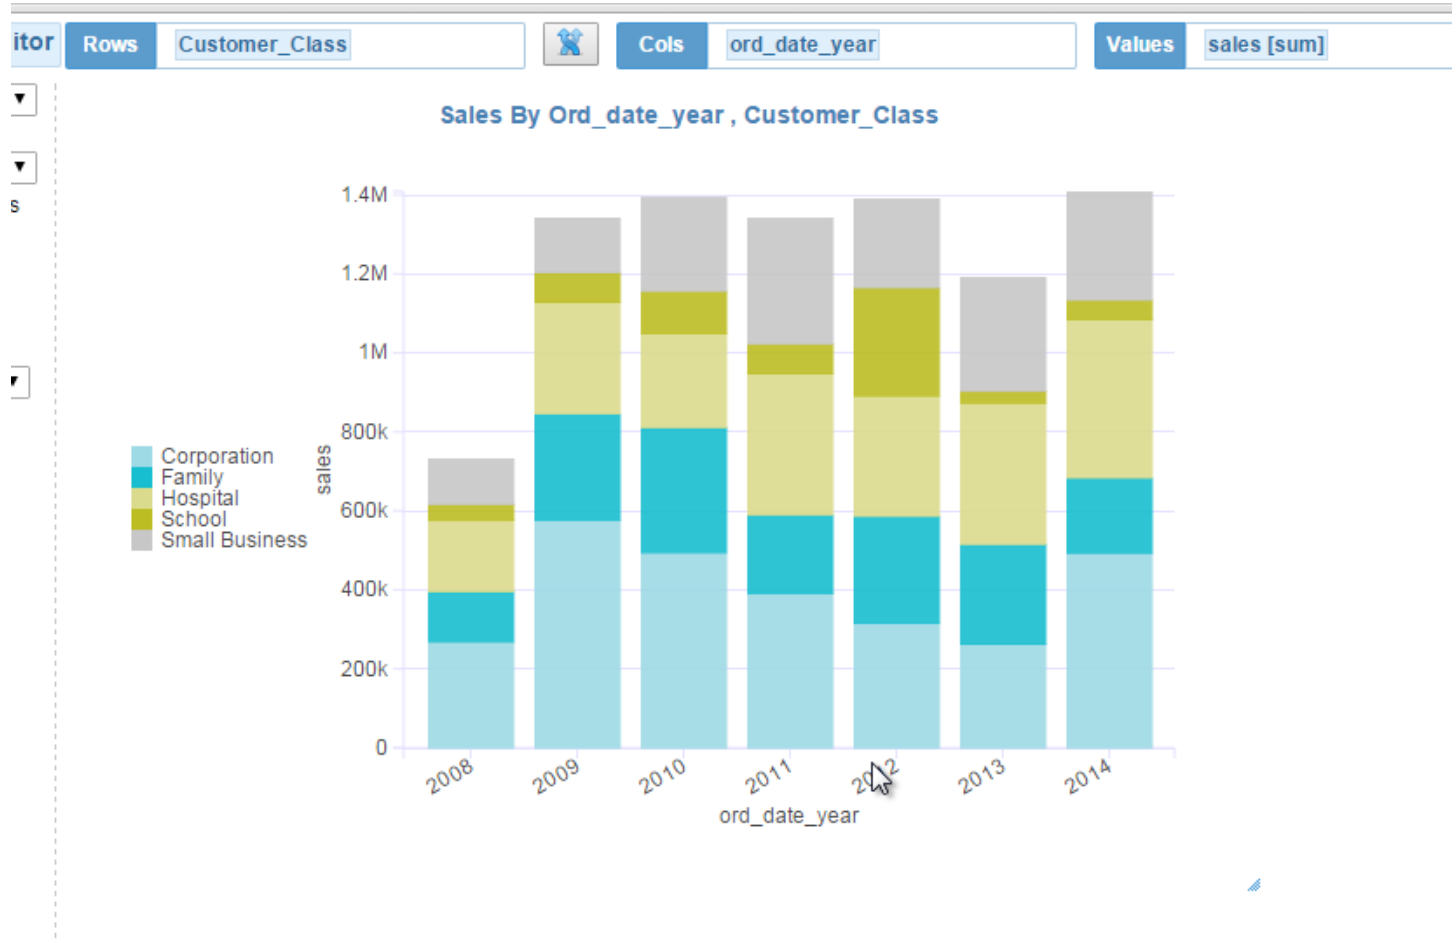 itor Rows Customer_Class Cols ord_date_year Values sales [sum]
Sales By Ord_date_year , Customer_Class
s
1.4M
1.2M
1M
800k
600k
400k
200k
0
sales
Corporation
Family
Hospital
School
Small Business
2008 2009 2010 2011 2012 2013 2014
ord_date_year